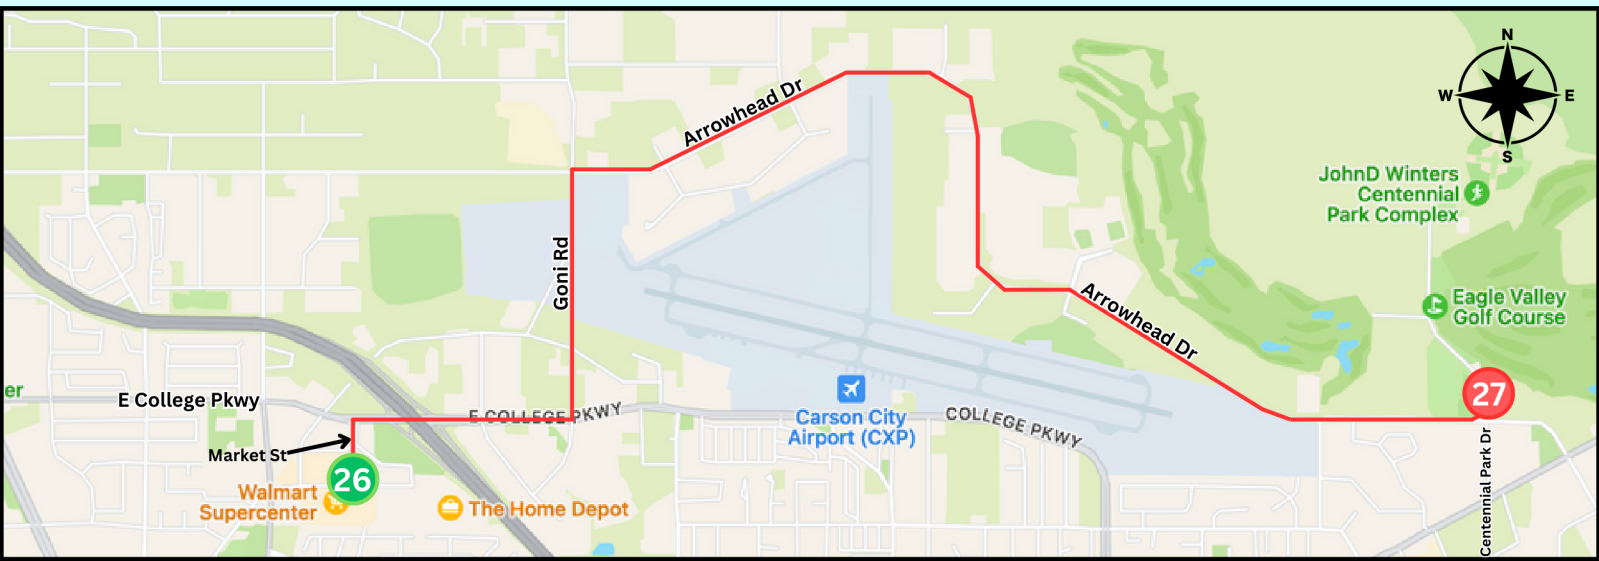 N
W
E
S
Arrowhead Dr
JohnD Winters
Centennial
Park Complex
Goni Rd
Arrowhead Dr
Eagle Valley
Golf Course
er
E College Pkwy
E COLLEGE PKWY
27
Carson City
Airport (CXP)
COLLEGE PKWY
Market St
26
Walmart
Supercenter
The Home Depot
Centennial Park Dr